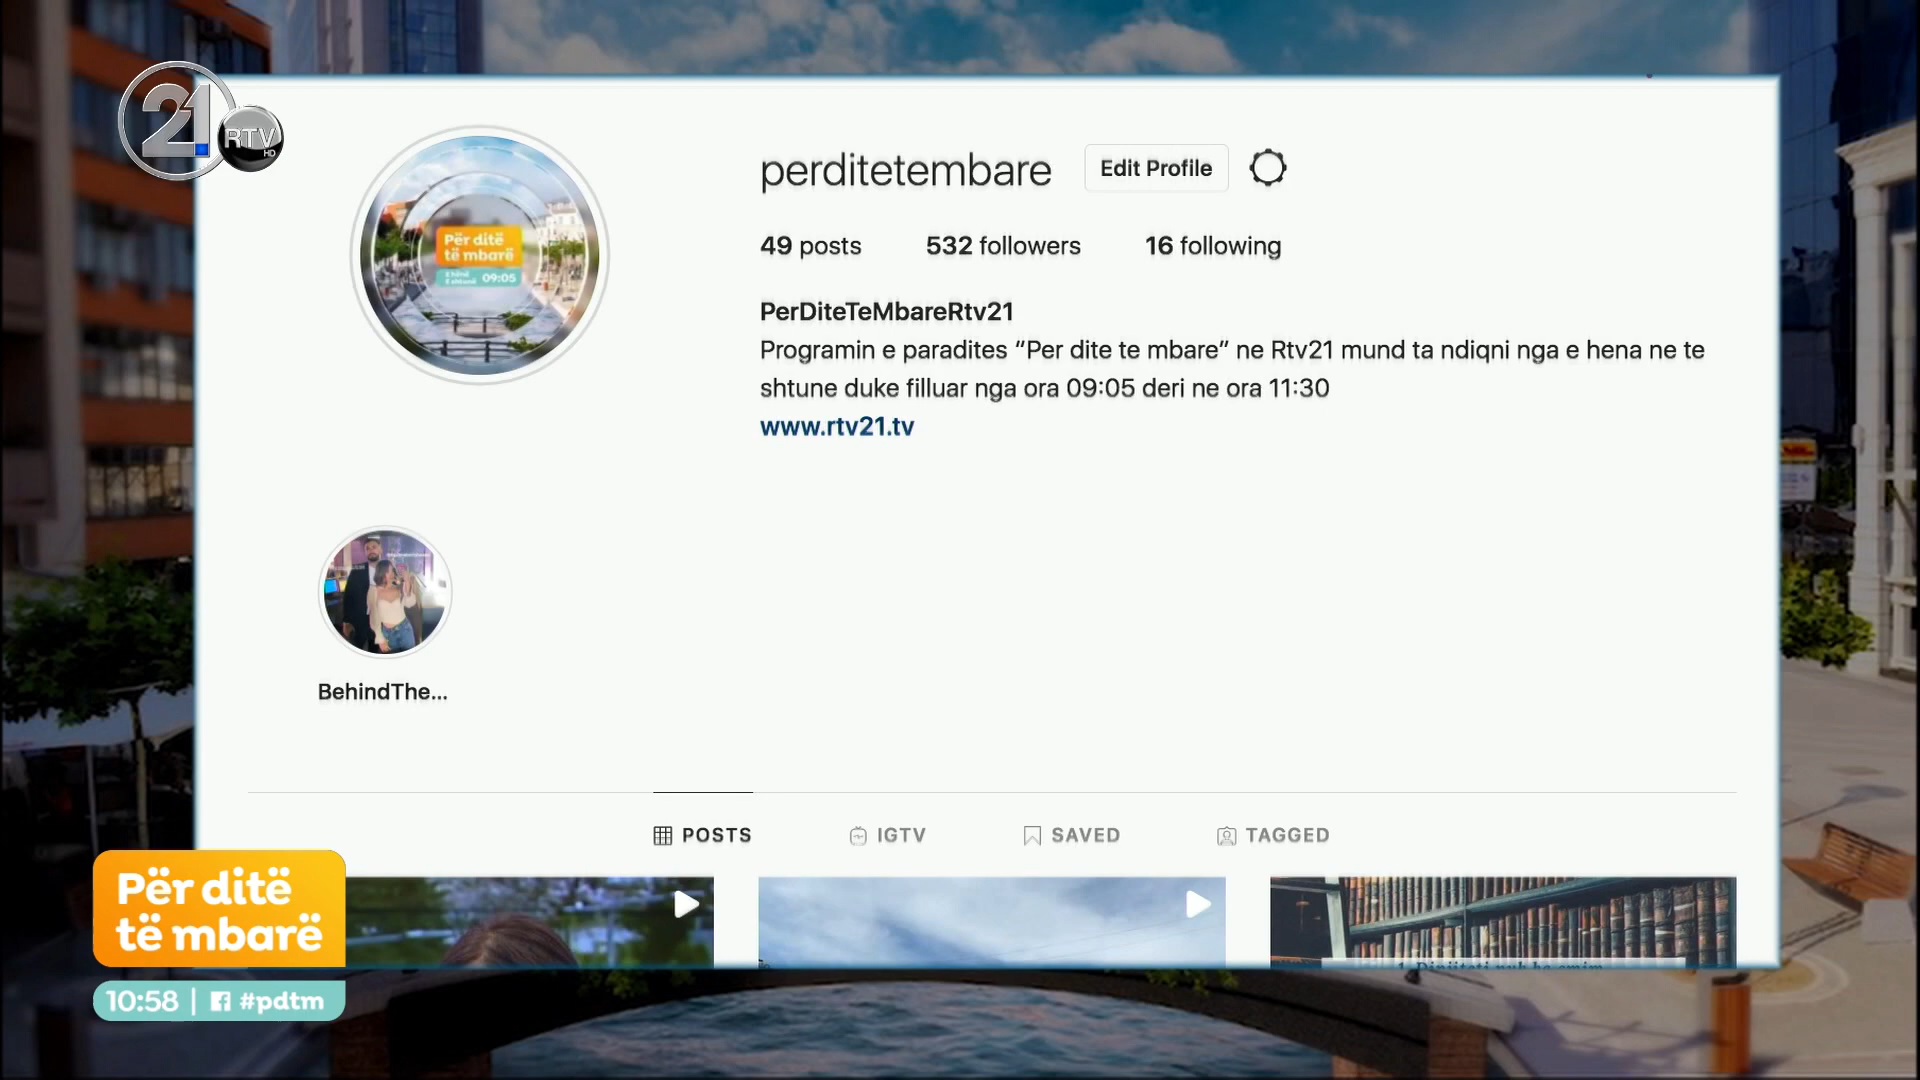 21 RTV HD
perditetembare Edit Profile
Për ditë
të mbarë
09:05
49 posts 532 followers 16 following
PerDiteTeMbareRtv21
Programin e paradites “Per dite te mbare” ne Rtv21 mund ta ndiqni nga e hena ne te
shtune duke filluar nga ora 09:05 deri ne ora 11:30
www.rtv21.tv
BehindThe...
POSTS IGTV SAVED TAGGED
Për ditë
të mbarë
10:58 | #pdtm